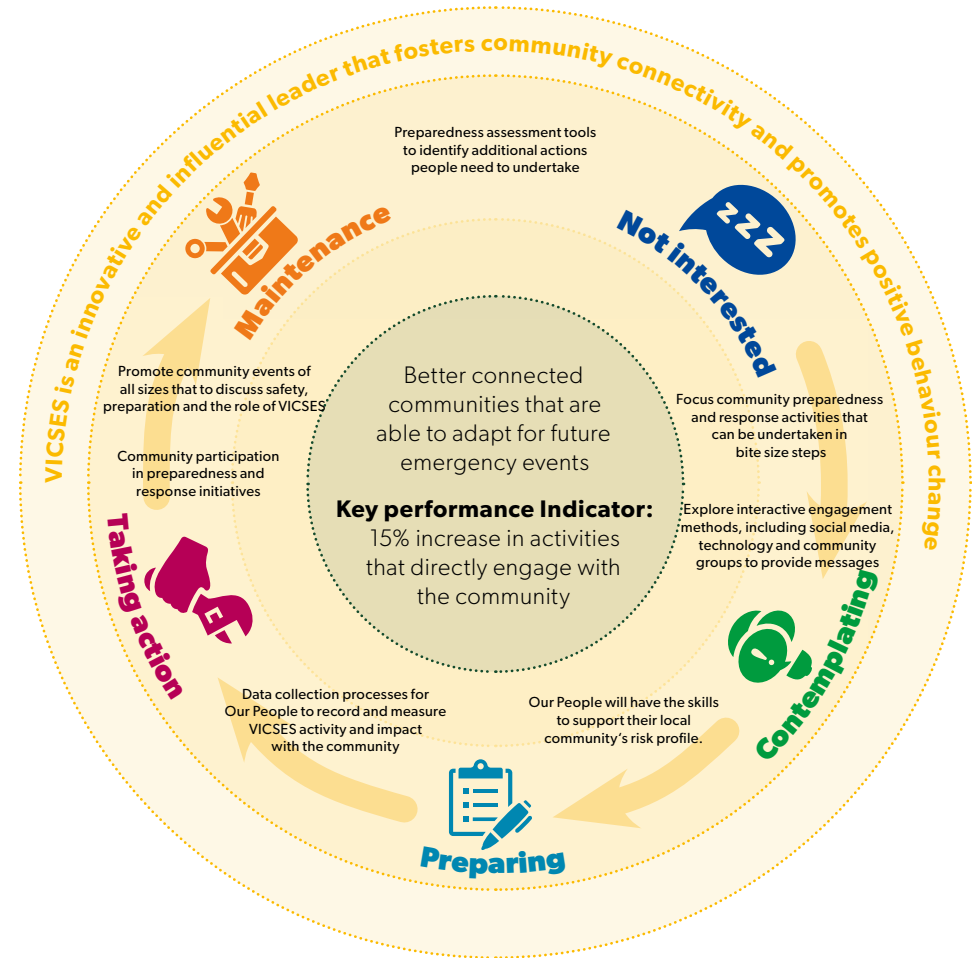 VICSES is an innovative and influential leader that fosters community connectivity and promotes positive behaviour change
Preparedness assessment tools
to identify additional actions
people need to undertake
Not interested
zzz
Focus community preparedness
and response activities that
can be undertaken in
bite size steps
Explore interactive engagement
methods, including social media,
technology and community
groups to provide messages
Contemplating
!
Our People will have the skills
to support their local
community's risk profile.
Preparing
Data collection processes for
Our People to record and measure
VICSES activity and impact
with the community
Taking action
Community participation
in preparedness and
response initiatives
Promote community events of
all sizes that to discuss safety,
preparation and the role of VICSES
Maintenance
Better connected
communities that are
able to adapt for future
emergency events
Key performance Indicator:
15% increase in activities
that directly engage with
the community